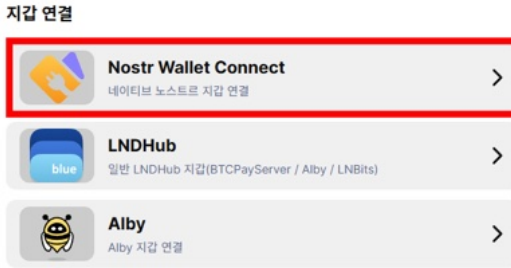 지갑 연결
Nostr Wallet Connect
네이티브 노스트르 지갑 연결
LNDHub
일반 LNDHub 지갑(BTCPayServer / Alby / LNBits)
blue
Alby
Alby 지갑 연결